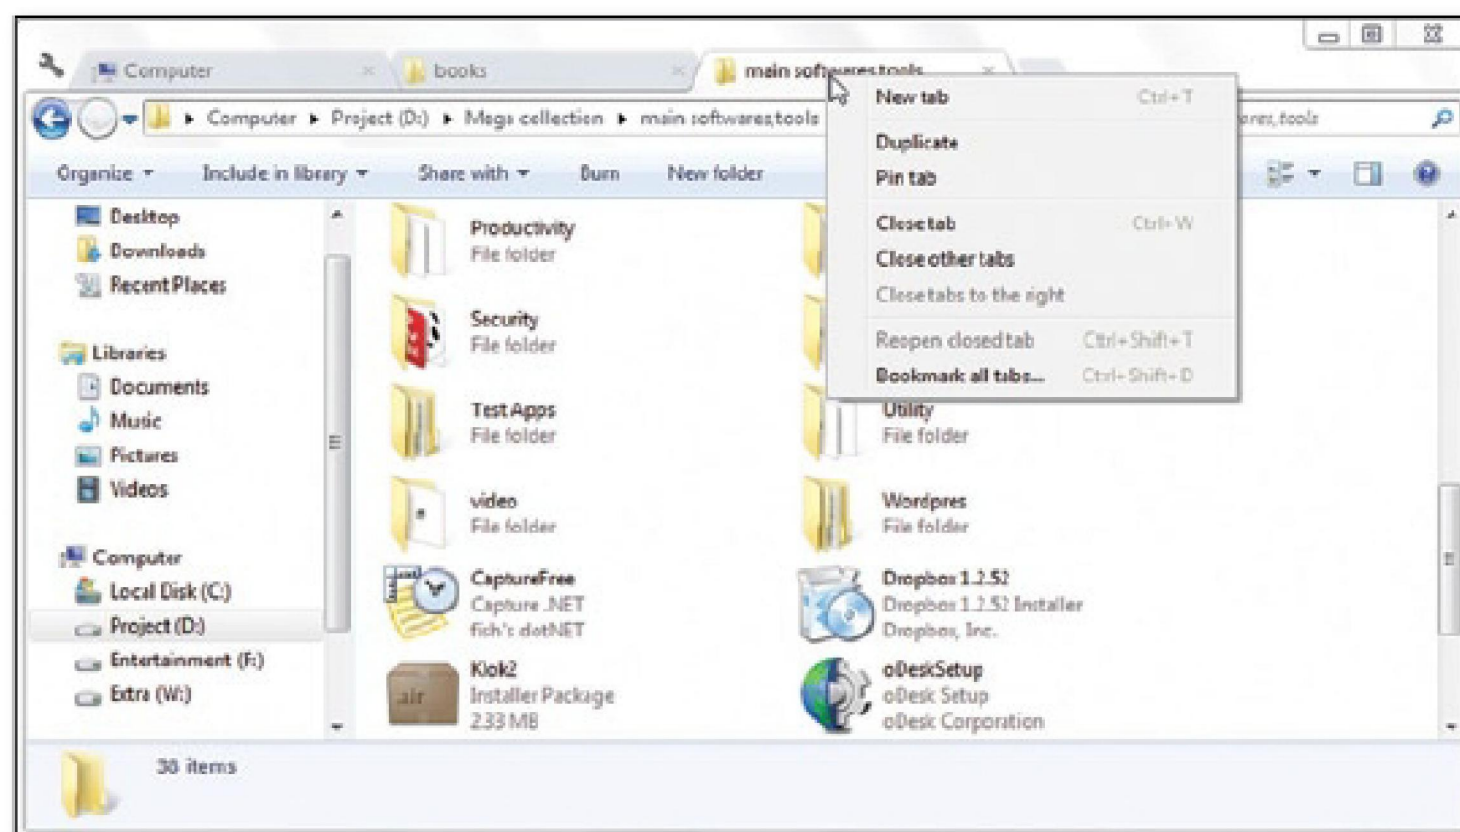 Computer
books
main softwares,tools
Computer ▸ Project (D:) ▸ Mega collection ▸ main softwares,tools
ares,tools
Organize
Include in library
Share with
Burn
New folder
New tab Ctrl+T
Duplicate
Pin tab
Close tab Ctrl+W
Close other tabs
Close tabs to the right
Reopen closed tab Ctrl+Shift+T
Bookmark all tabs... Ctrl+Shift+D
Desktop
Downloads
Recent Places
Libraries
Documents
Music
Pictures
Videos
Computer
Local Disk (C:)
Project (D:)
Entertainment (F:)
Extra (W:)
Productivity
File folder
Security
File folder
Test Apps
File folder
Utility
File folder
video
File folder
Wordpres
File folder
CaptureFree
Capture .NET
fish's dotNET
Dropbox 1.2.52
Dropbox 1.2.52 Installer
Dropbox, Inc.
Klok2
Installer Package
2.33 MB
air
oDeskSetup
oDesk Setup
oDesk Corporation
38 items